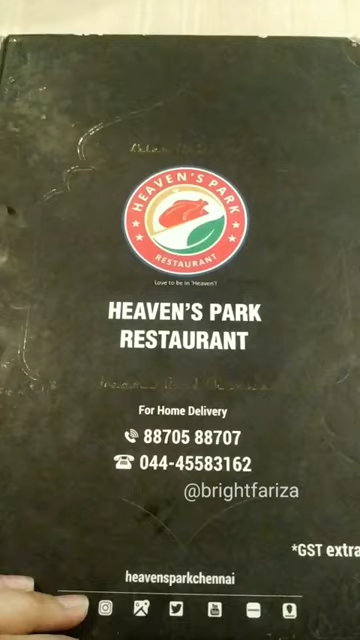 HEAVEN'S PARK
RESTAURANT
Love to be in 'Heaven'!
HEAVEN'S PARK
RESTAURANT
For Home Delivery
88705 88707
044-45583162
@brightfariza
*GST extra
heavensparkchennai